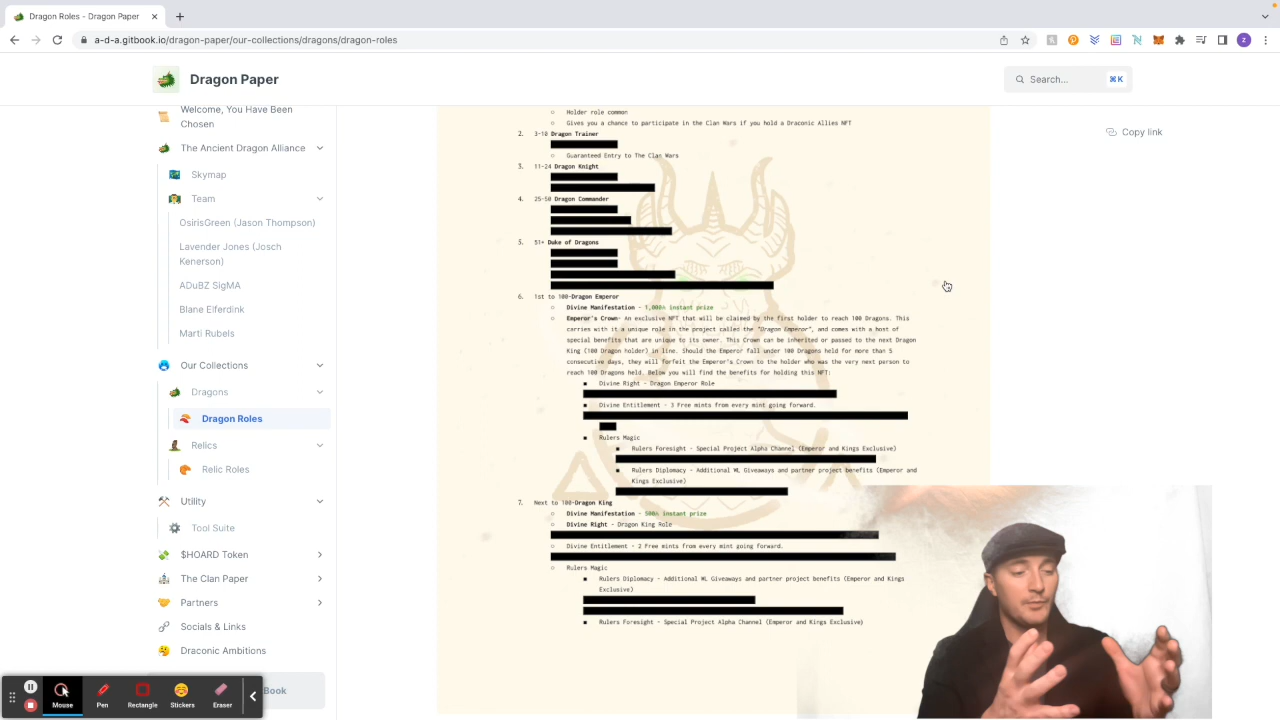 Dragon Roles - Dragon Paper
a-d-a.gitbook.io/dragon-paper/our-collections/dragons/dragon-roles
Z
Dragon Paper
Search...
⌘K
Welcome, You Have Been
Chosen
The Ancient Dragon Alliance
Skymap
Team
OsirisGreen (Jason Thompson)
Lavender Jones (Josch
Kenerson)
ADuBZ SigMA
Blane Elferdink
Marti Rubels
Our Collections
Dragons
Dragon Roles
Relics
Relic Roles
Utility
Tool Suite
$HOARD Token
The Clan Paper
Partners
Socials & Links
Draconic Ambitions
Book
Holder role common
Gives you a chance to participate in the Clan Wars if you hold a Draconic Allies NFT
2. 3-10 Dragon Trainer
Guaranteed Entry to The Clan Wars
3. 11-24 Dragon Knight
4. 25-50 Dragon Commander
5. 51+ Duke of Dragons
6. 1st to 100-Dragon Emperor
Divine Manifestation - 1,000₳ instant prize
Emperor's Crown- An exclusive NFT that will be claimed by the first holder to reach 100 Dragons. This
carries with it a unique role in the project called the "Dragon Emperor", and comes with a host of
special benefits that are unique to its owner. This Crown can be inherited or passed to the next Dragon
King (100 Dragon holder) in line. Should the Emperor fall under 100 Dragons held for more than 5
consecutive days, they will forfeit the Emperor's Crown to the holder who was the very next person to
reach 100 Dragons held. Below you will find the benefits for holding this NFT:
Divine Right - Dragon Emperor Role
Divine Entitlement - 3 Free mints from every mint going forward.
Rulers Magic
Rulers Foresight - Special Project Alpha Channel (Emperor and Kings Exclusive)
Rulers Diplomacy - Additional WL Giveaways and partner project benefits (Emperor and
Kings Exclusive)
7. Next to 100-Dragon King
Divine Manifestation - 500₳ instant prize
Divine Right - Dragon King Role
Divine Entitlement - 2 Free mints from every mint going forward.
Rulers Magic
Rulers Diplomacy - Additional WL Giveaways and partner project benefits (Emperor and Kings
Exclusive)
Rulers Foresight - Special Project Alpha Channel (Emperor and Kings Exclusive)
Copy link
Mouse
Pen
Rectangle
Stickers
Eraser